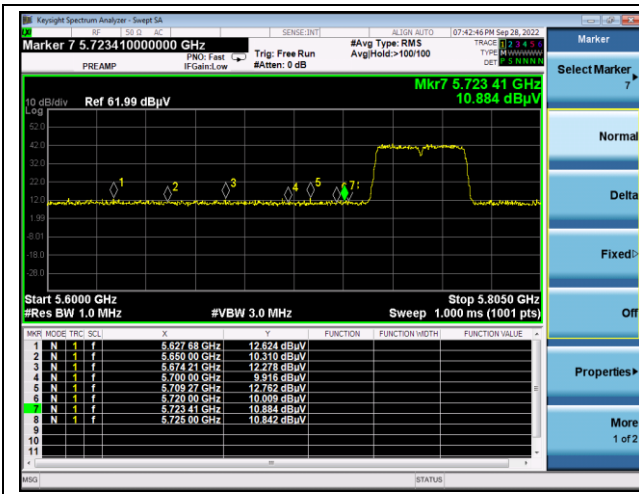 Keysight Spectrum Analyzer - Swept SA
RF 50 Ω AC SENSE:INT ALIGN AUTO 07:42:46 PM Sep 28, 2022
Marker 7 5.723410000000 GHz
PREAMP
PNO: Fast
IFGain:Low
Trig: Free Run
#Atten: 0 dB
#Avg Type: RMS
Avg|Hold:>100/100
TRACE 1 2 3 4 5 6
TYPE M W W W W W
DET P S N N N N
Mkr7 5.723 41 GHz
10.884 dBµV
10 dB/div Ref 61.99 dBµV
Log
52.0
42.0
32.0
22.0
12.0
1.99
-8.01
-18.0
-28.0
1 2 3 4 5 6 7
Start 5.6000 GHz
Stop 5.8050 GHz
#Res BW 1.0 MHz #VBW 3.0 MHz Sweep 1.000 ms (1001 pts)
MKR MODE TRC SCL X Y FUNCTION FUNCTION WIDTH FUNCTION VALUE
1 N 1 f 5.627 68 GHz 12.624 dBµV
2 N 1 f 5.650 00 GHz 10.310 dBµV
3 N 1 f 5.674 21 GHz 12.278 dBµV
4 N 1 f 5.700 00 GHz 9.916 dBµV
5 N 1 f 5.709 27 GHz 12.762 dBµV
6 N 1 f 5.720 00 GHz 10.009 dBµV
7 N 1 f 5.723 41 GHz 10.884 dBµV
8 N 1 f 5.725 00 GHz 10.842 dBµV
9
10
11
MSG STATUS
Marker
Select Marker
7
Normal
Delta
Fixed
Off
Properties
More
1 of 2